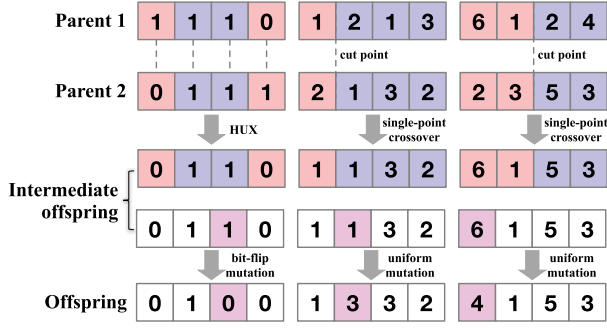 Parent 1 1 1 1 0 1 2 1 3 6 1 2 4
cut point cut point
Parent 2 0 1 1 1 2 1 3 2 2 3 5 3
HUX single-point crossover single-point crossover
Intermediate offspring
0 1 1 0 1 1 3 2 6 1 5 3
0 1 1 0 1 1 3 2 6 1 5 3
bit-flip mutation uniform mutation uniform mutation
Offspring 0 1 0 0 1 3 3 2 4 1 5 3